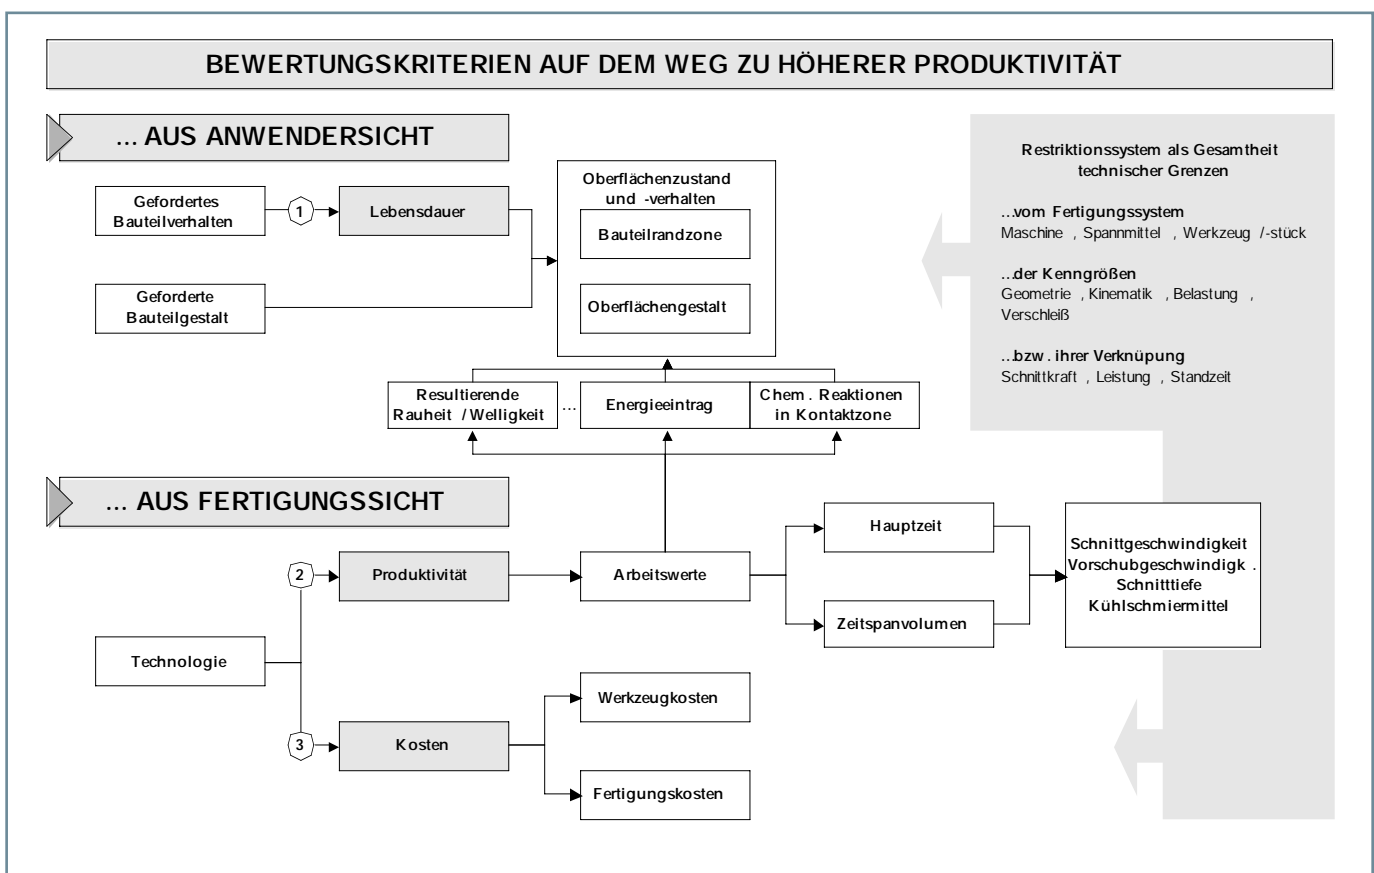 BEWERTUNGSKRITERIEN AUF DEM WEG ZU HÖHERER PRODUKTIVITÄT
... AUS ANWENDERSICHT
Gefordertes
Bauteilverhalten
1
Lebensdauer
Geforderte
Bauteilgestalt
Oberflächenzustand
und -verhalten
Bauteilrandzone
Oberflächengestalt
Resultierende
Rauheit / Welligkeit
...
Energieeintrag
Chem. Reaktionen
in Kontaktzone
Restriktionssystem als Gesamtheit
technischer Grenzen
...vom Fertigungssystem
Maschine , Spannmittel , Werkzeug /-stück
...der Kenngrößen
Geometrie , Kinematik , Belastung ,
Verschleiß
...bzw. ihrer Verknüpung
Schnittkraft , Leistung , Standzeit
... AUS FERTIGUNGSSICHT
Technologie
2
Produktivität
Arbeitswerte
Hauptzeit
Zeitspanvolumen
Schnittgeschwindigkeit
Vorschubgeschwindigk .
Schnitttiefe
Kühlschmiermittel
3
Kosten
Werkzeugkosten
Fertigungskosten